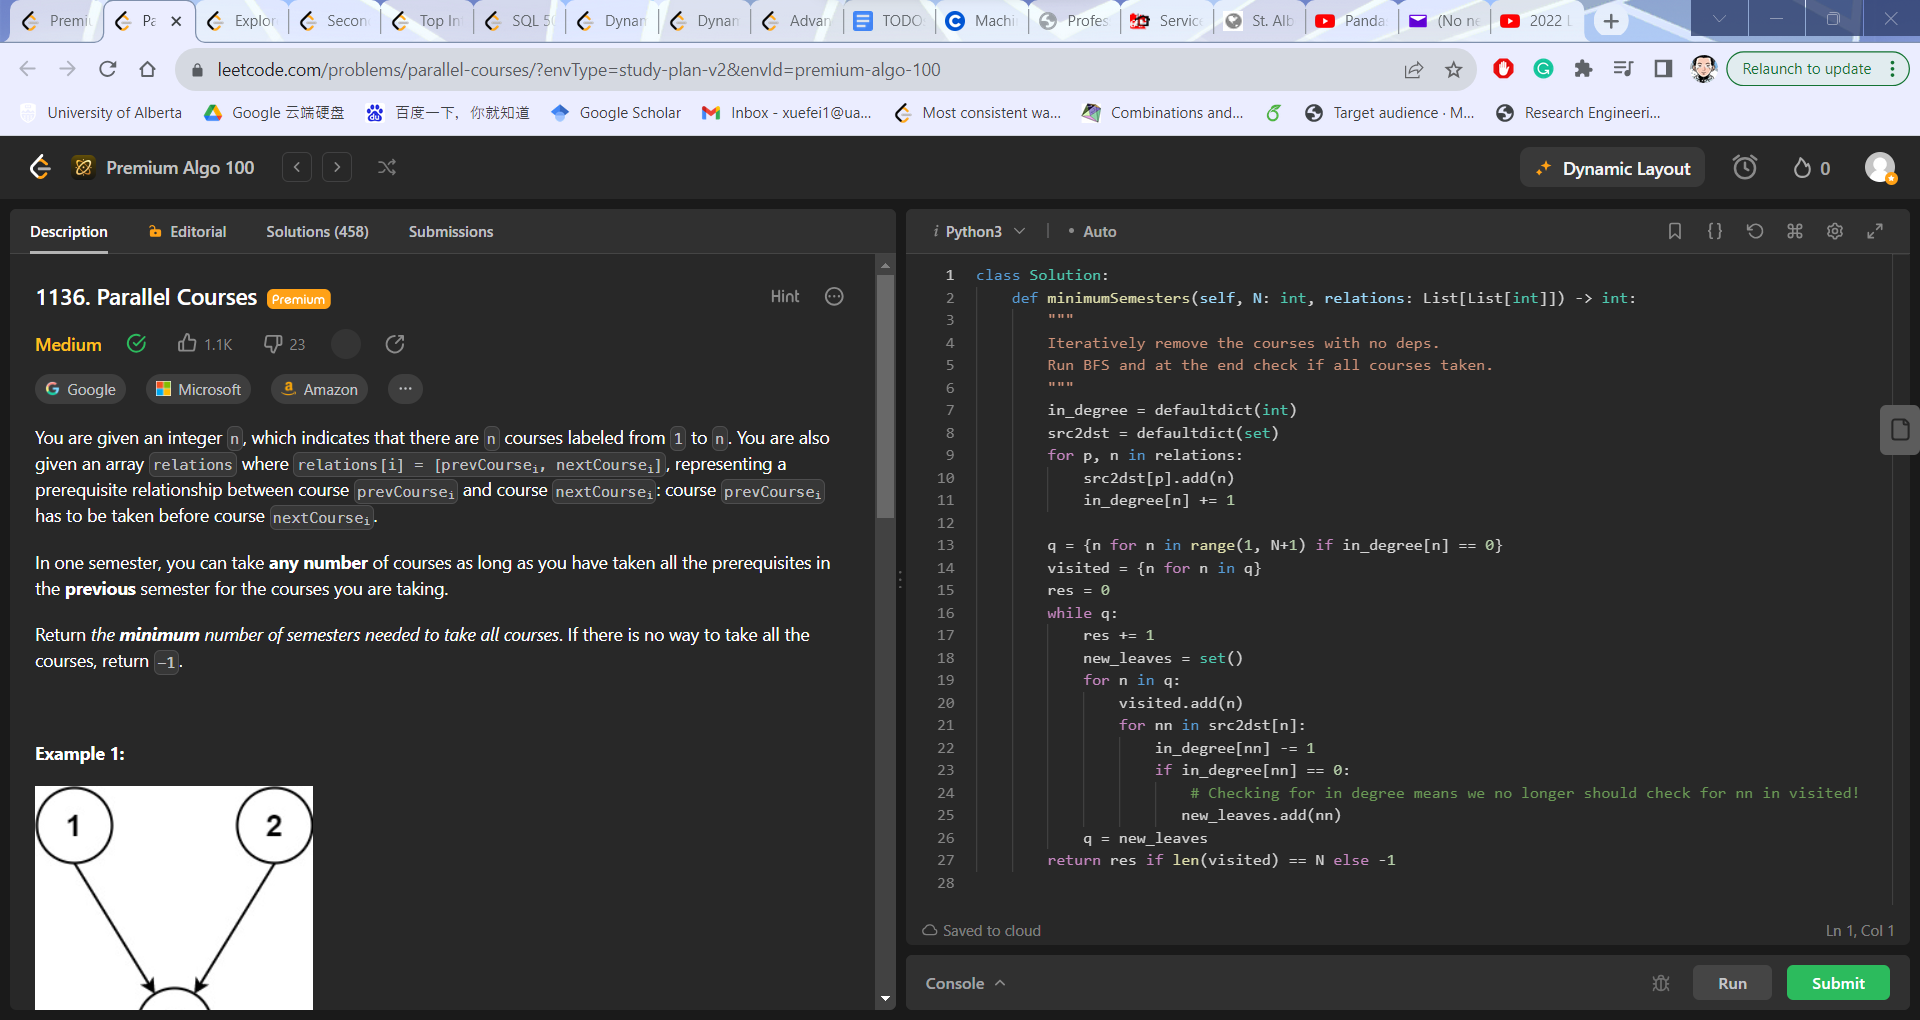 Premi
Pa
Explor
Secon
Top In
SQL 50
Dynam
Dynam
Advan
TODO
Machi
Profes
Service
St. Alb
Panda
(No ne
2022 L
leetcode.com/problems/parallel-courses/?envType=study-plan-v2&envId=premium-algo-100
Relaunch to update
University of Alberta
Google 云端硬盘
百度一下，你就知道
Google Scholar
Inbox - xuefei1@ua...
Most consistent wa...
Combinations and...
Target audience · M...
Research Engineeri...
Premium Algo 100
Dynamic Layout
0
Description
Editorial
Solutions (458)
Submissions
1136. Parallel Courses Premium
Hint
Medium
1.1K
23
Google
Microsoft
Amazon
You are given an integer n, which indicates that there are n courses labeled from 1 to n. You are also
given an array relations where relations[i] = [prevCourseᵢ, nextCourseᵢ], representing a
prerequisite relationship between course prevCourseᵢ and course nextCourseᵢ: course prevCourseᵢ
has to be taken before course nextCourseᵢ.
In one semester, you can take any number of courses as long as you have taken all the prerequisites in
the previous semester for the courses you are taking.
Return the minimum number of semesters needed to take all courses. If there is no way to take all the
courses, return -1.
Example 1:
1
2
i Python3
• Auto
1 class Solution:
2 def minimumSemesters(self, N: int, relations: List[List[int]]) -> int:
3 """
4 Iteratively remove the courses with no deps.
5 Run BFS and at the end check if all courses taken.
6 """
7 in_degree = defaultdict(int)
8 src2dst = defaultdict(set)
9 for p, n in relations:
10 src2dst[p].add(n)
11 in_degree[n] += 1
12
13 q = {n for n in range(1, N+1) if in_degree[n] == 0}
14 visited = {n for n in q}
15 res = 0
16 while q:
17 res += 1
18 new_leaves = set()
19 for n in q:
20 visited.add(n)
21 for nn in src2dst[n]:
22 in_degree[nn] -= 1
23 if in_degree[nn] == 0:
24 # Checking for in degree means we no longer should check for nn in visited!
25 new_leaves.add(nn)
26 q = new_leaves
27 return res if len(visited) == N else -1
28
Saved to cloud
Ln 1, Col 1
Console
Run
Submit